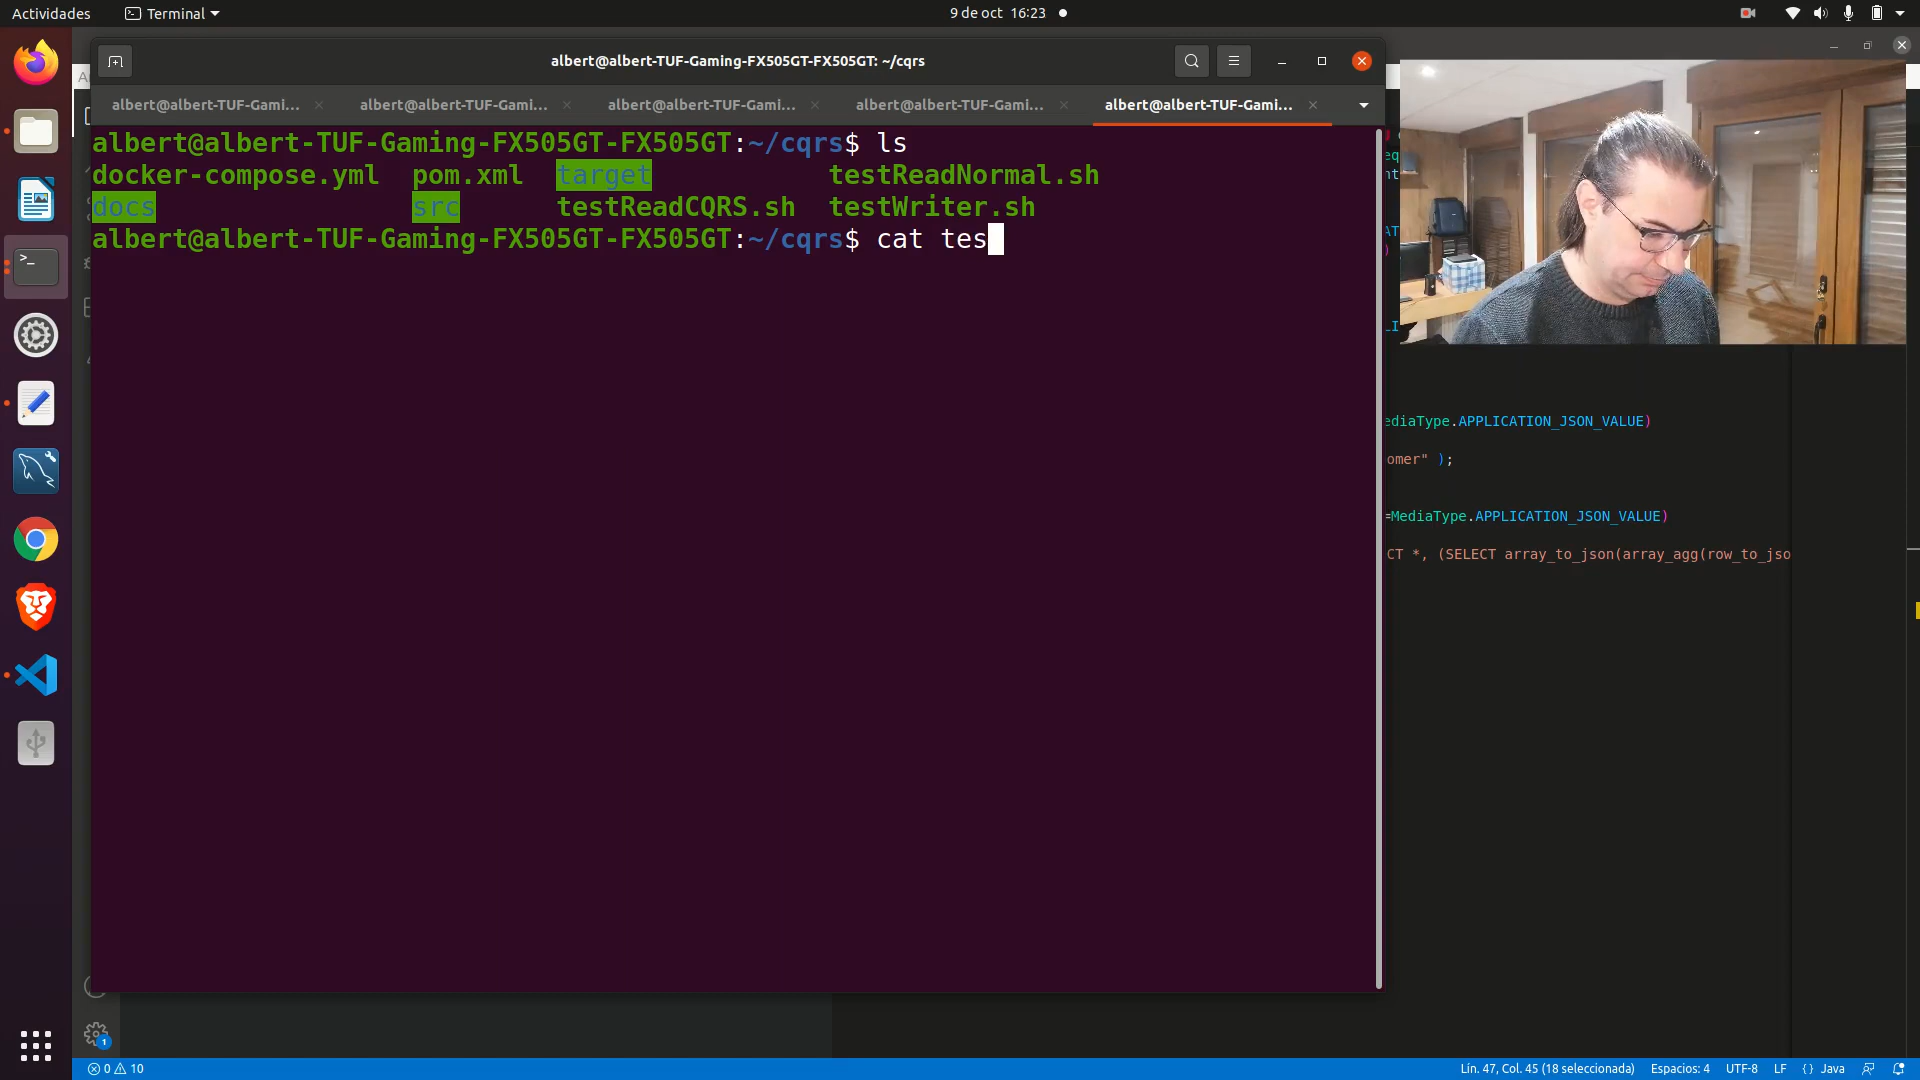 Actividades
Terminal
9 de oct 16:23
albert@albert-TUF-Gaming-FX505GT-FX505GT: ~/cqrs
albert@albert-TUF-Gami...
albert@albert-TUF-Gami...
albert@albert-TUF-Gami...
albert@albert-TUF-Gami...
albert@albert-TUF-Gami...
albert@albert-TUF-Gaming-FX505GT-FX505GT:~/cqrs$ ls
docker-compose.yml pom.xml target testReadNormal.sh
docs src testReadCQRS.sh testWriter.sh
albert@albert-TUF-Gaming-FX505GT-FX505GT:~/cqrs$ cat tes
ediaType.APPLICATION_JSON_VALUE)
omer" );
=MediaType.APPLICATION_JSON_VALUE)
CT *, (SELECT array_to_json(array_agg(row_to_jso
1
0 10
Lín. 47, Col. 45 (18 seleccionada)
Espacios: 4
UTF-8
LF
{ } Java